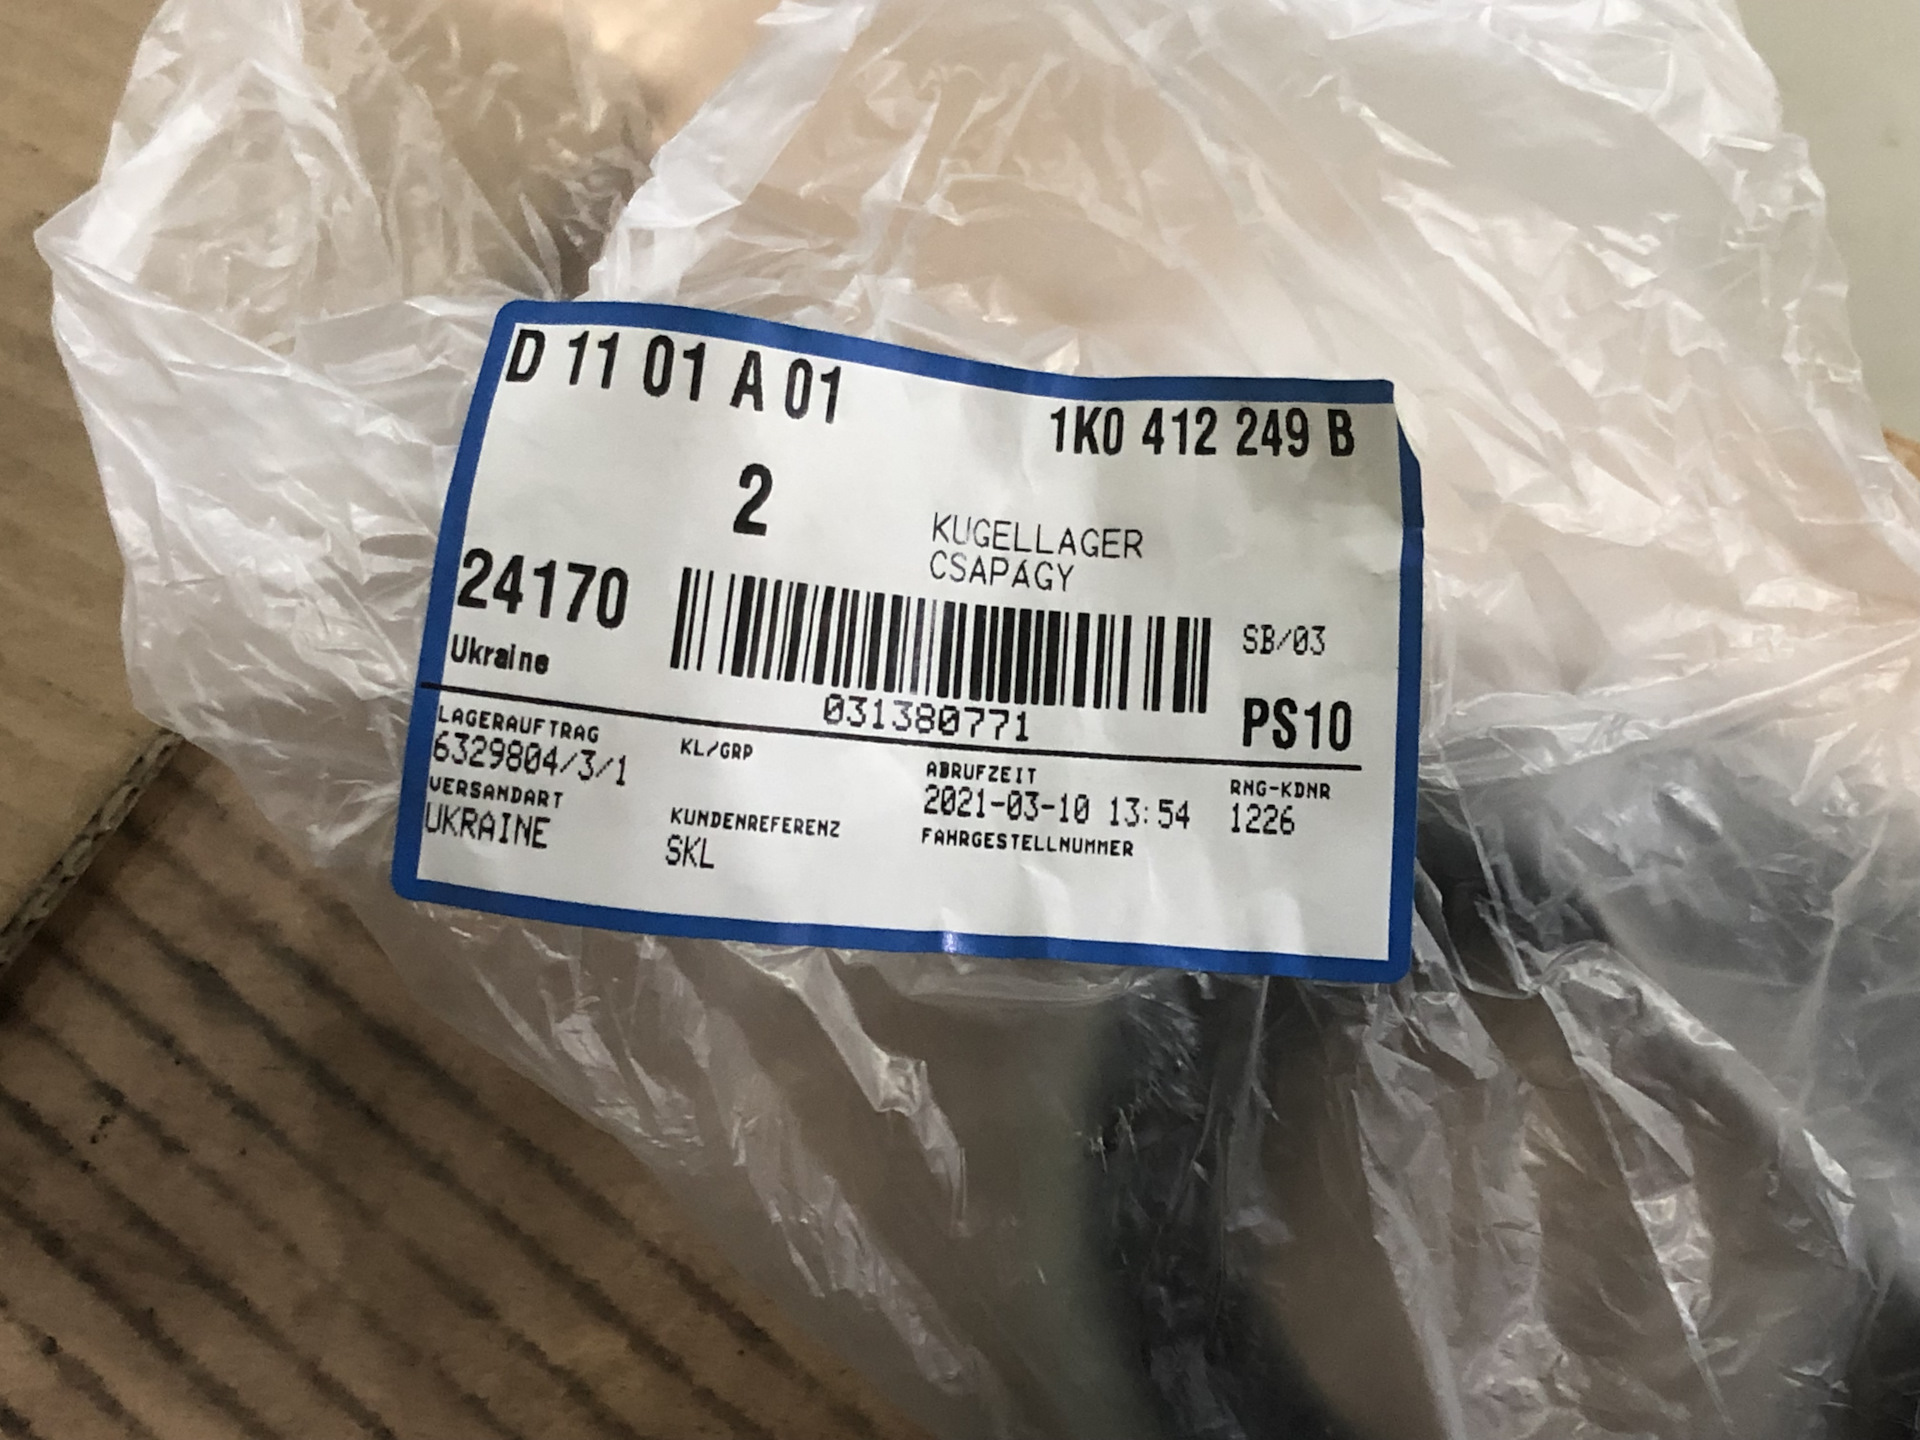 D 11 01 A 01
1K0 412 249 B
2
KUGELLAGER
CSAPÁGY
24170
Ukraine
SB/03
PS10
031380771
LAGERAUFTRAG
6329804/3/1
KL/GRP
ABRUFZEIT
2021-03-10 13:54
RNG-KDNR
1226
VERSANDART
UKRAINE
KUNDENREFERENZ
SKL
FAHRGESTELLNUMMER